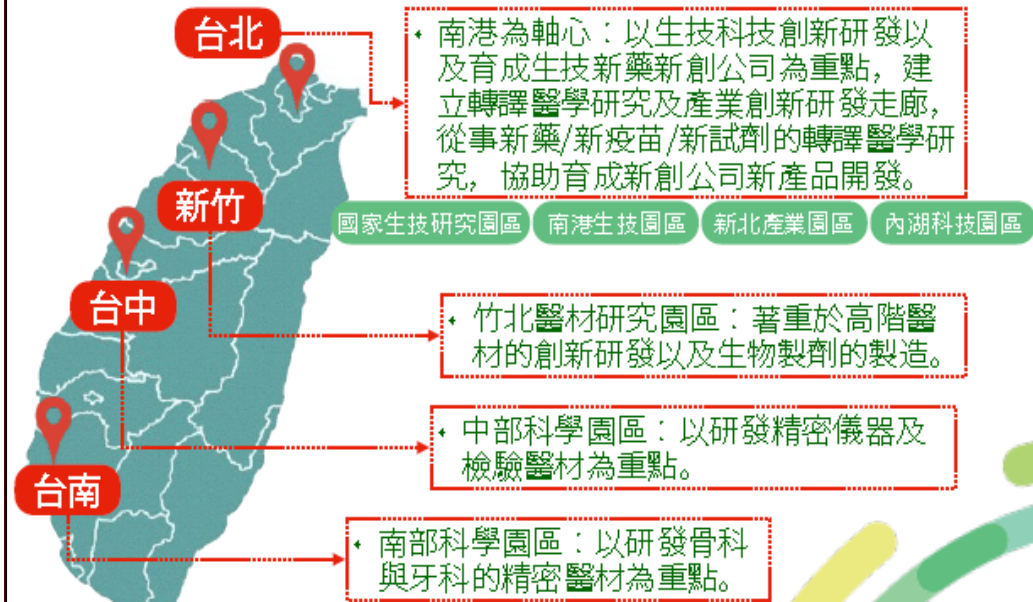 台北
• 南港為軸心：以生技科技創新研發以
及育成生技新藥新創公司為重點，建
立轉譯醫學研究及產業創新研發走廊，
從事新藥/新疫苗/新試劑的轉譯醫學研
究，協助育成新創公司新產品開發。
國家生技研究園區 南港生技園區 新北產業園區 內湖科技園區
新竹
• 竹北醫材研究園區：著重於高階醫
材的創新研發以及生物製劑的製造。
台中
• 中部科學園區：以研發精密儀器及
檢驗醫材為重點。
台南
• 南部科學園區：以研發骨科
與牙科的精密醫材為重點。